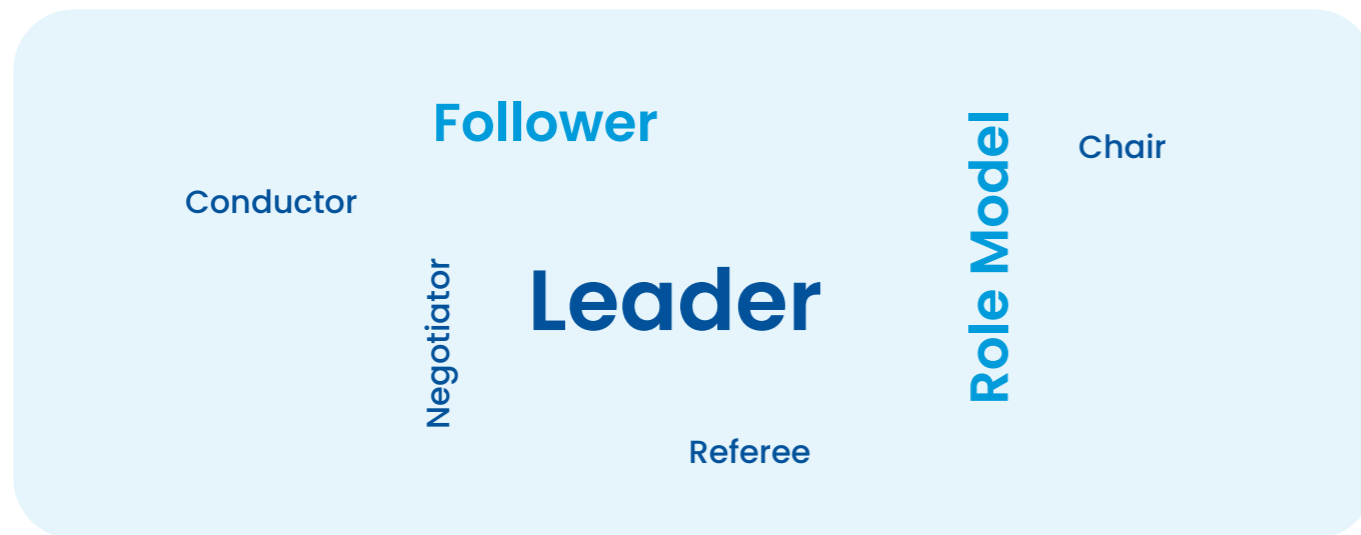 Follower
Role Model
Chair
Conductor
Negotiator
Leader
Referee